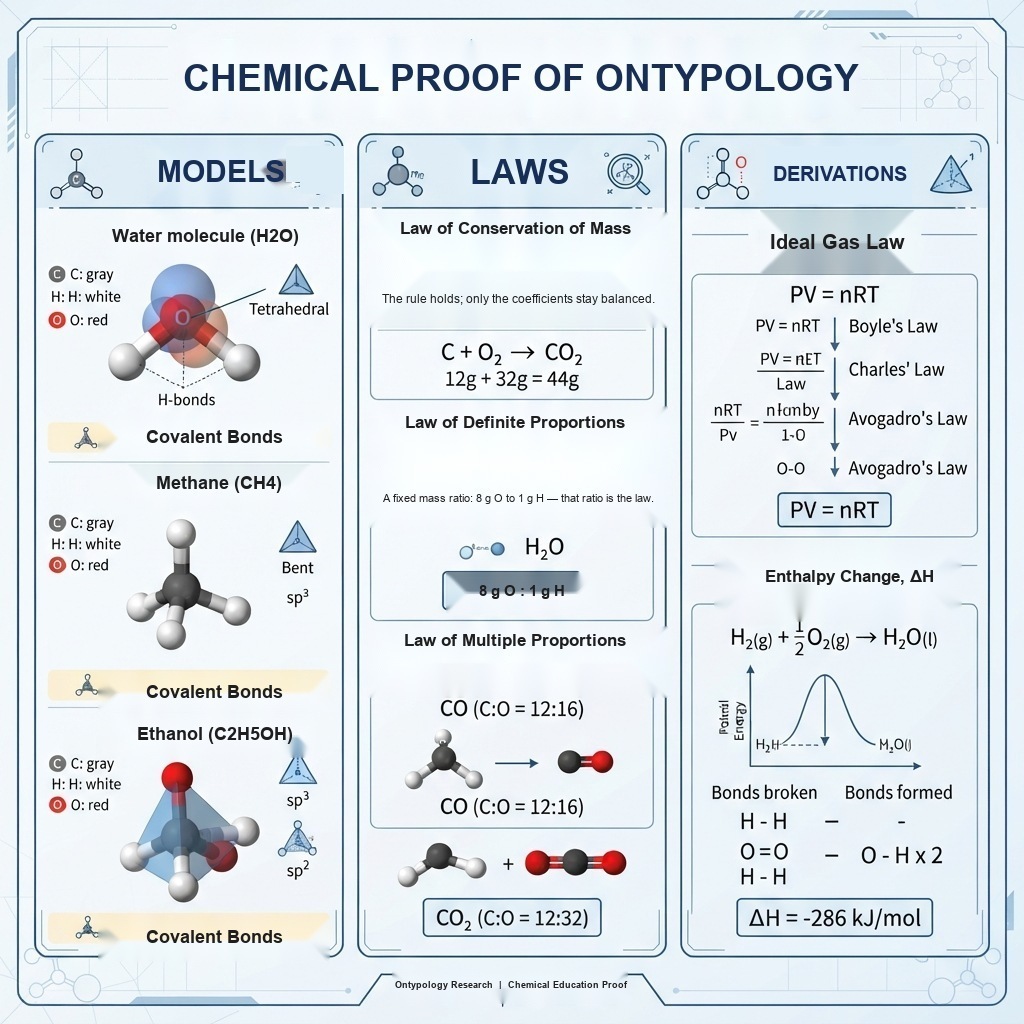 CHEMICAL PROOF OF ONTYPOLOGY
MODELS
Water molecule (H2O)
C C: gray
H: H: white
O O: red
O
Tetrahedral
H-bonds
Covalent Bonds
Methane (CH4)
C C: gray
H: H: white
O O: red
Bent
sp³
Covalent Bonds
Ethanol (C2H5OH)
C C: gray
H: H: white
O O: red
sp³
sp²
Covalent Bonds
LAWS
Law of Conservation of Mass
The rule holds; only the coefficients stay balanced.
C + O₂ → CO₂
12g + 32g = 44g
Law of Definite Proportions
A fixed mass ratio: 8 g O to 1 g H — that ratio is the law.
H₂O
8 g O : 1 g H
Law of Multiple Proportions
CO (C:O = 12:16)
CO (C:O = 12:16)
+
CO₂ (C:O = 12:32)
DERIVATIONS
Ideal Gas Law
PV = nRT
PV = nRT Boyle's Law
PV = nET
Law
Charles' Law
nRT
Pv
=
1-0
Avogadro's Law
O-O Avogadro's Law
PV = nRT
Enthalpy Change, ΔH
H₂(g) + 1/2 O₂(g) → H₂O(l)
Bonds broken Bonds formed
H - H – -
O=O – O - H x 2
H - H
ΔH = -286 kJ/mol
Ontypology Research | Chemical Education Proof